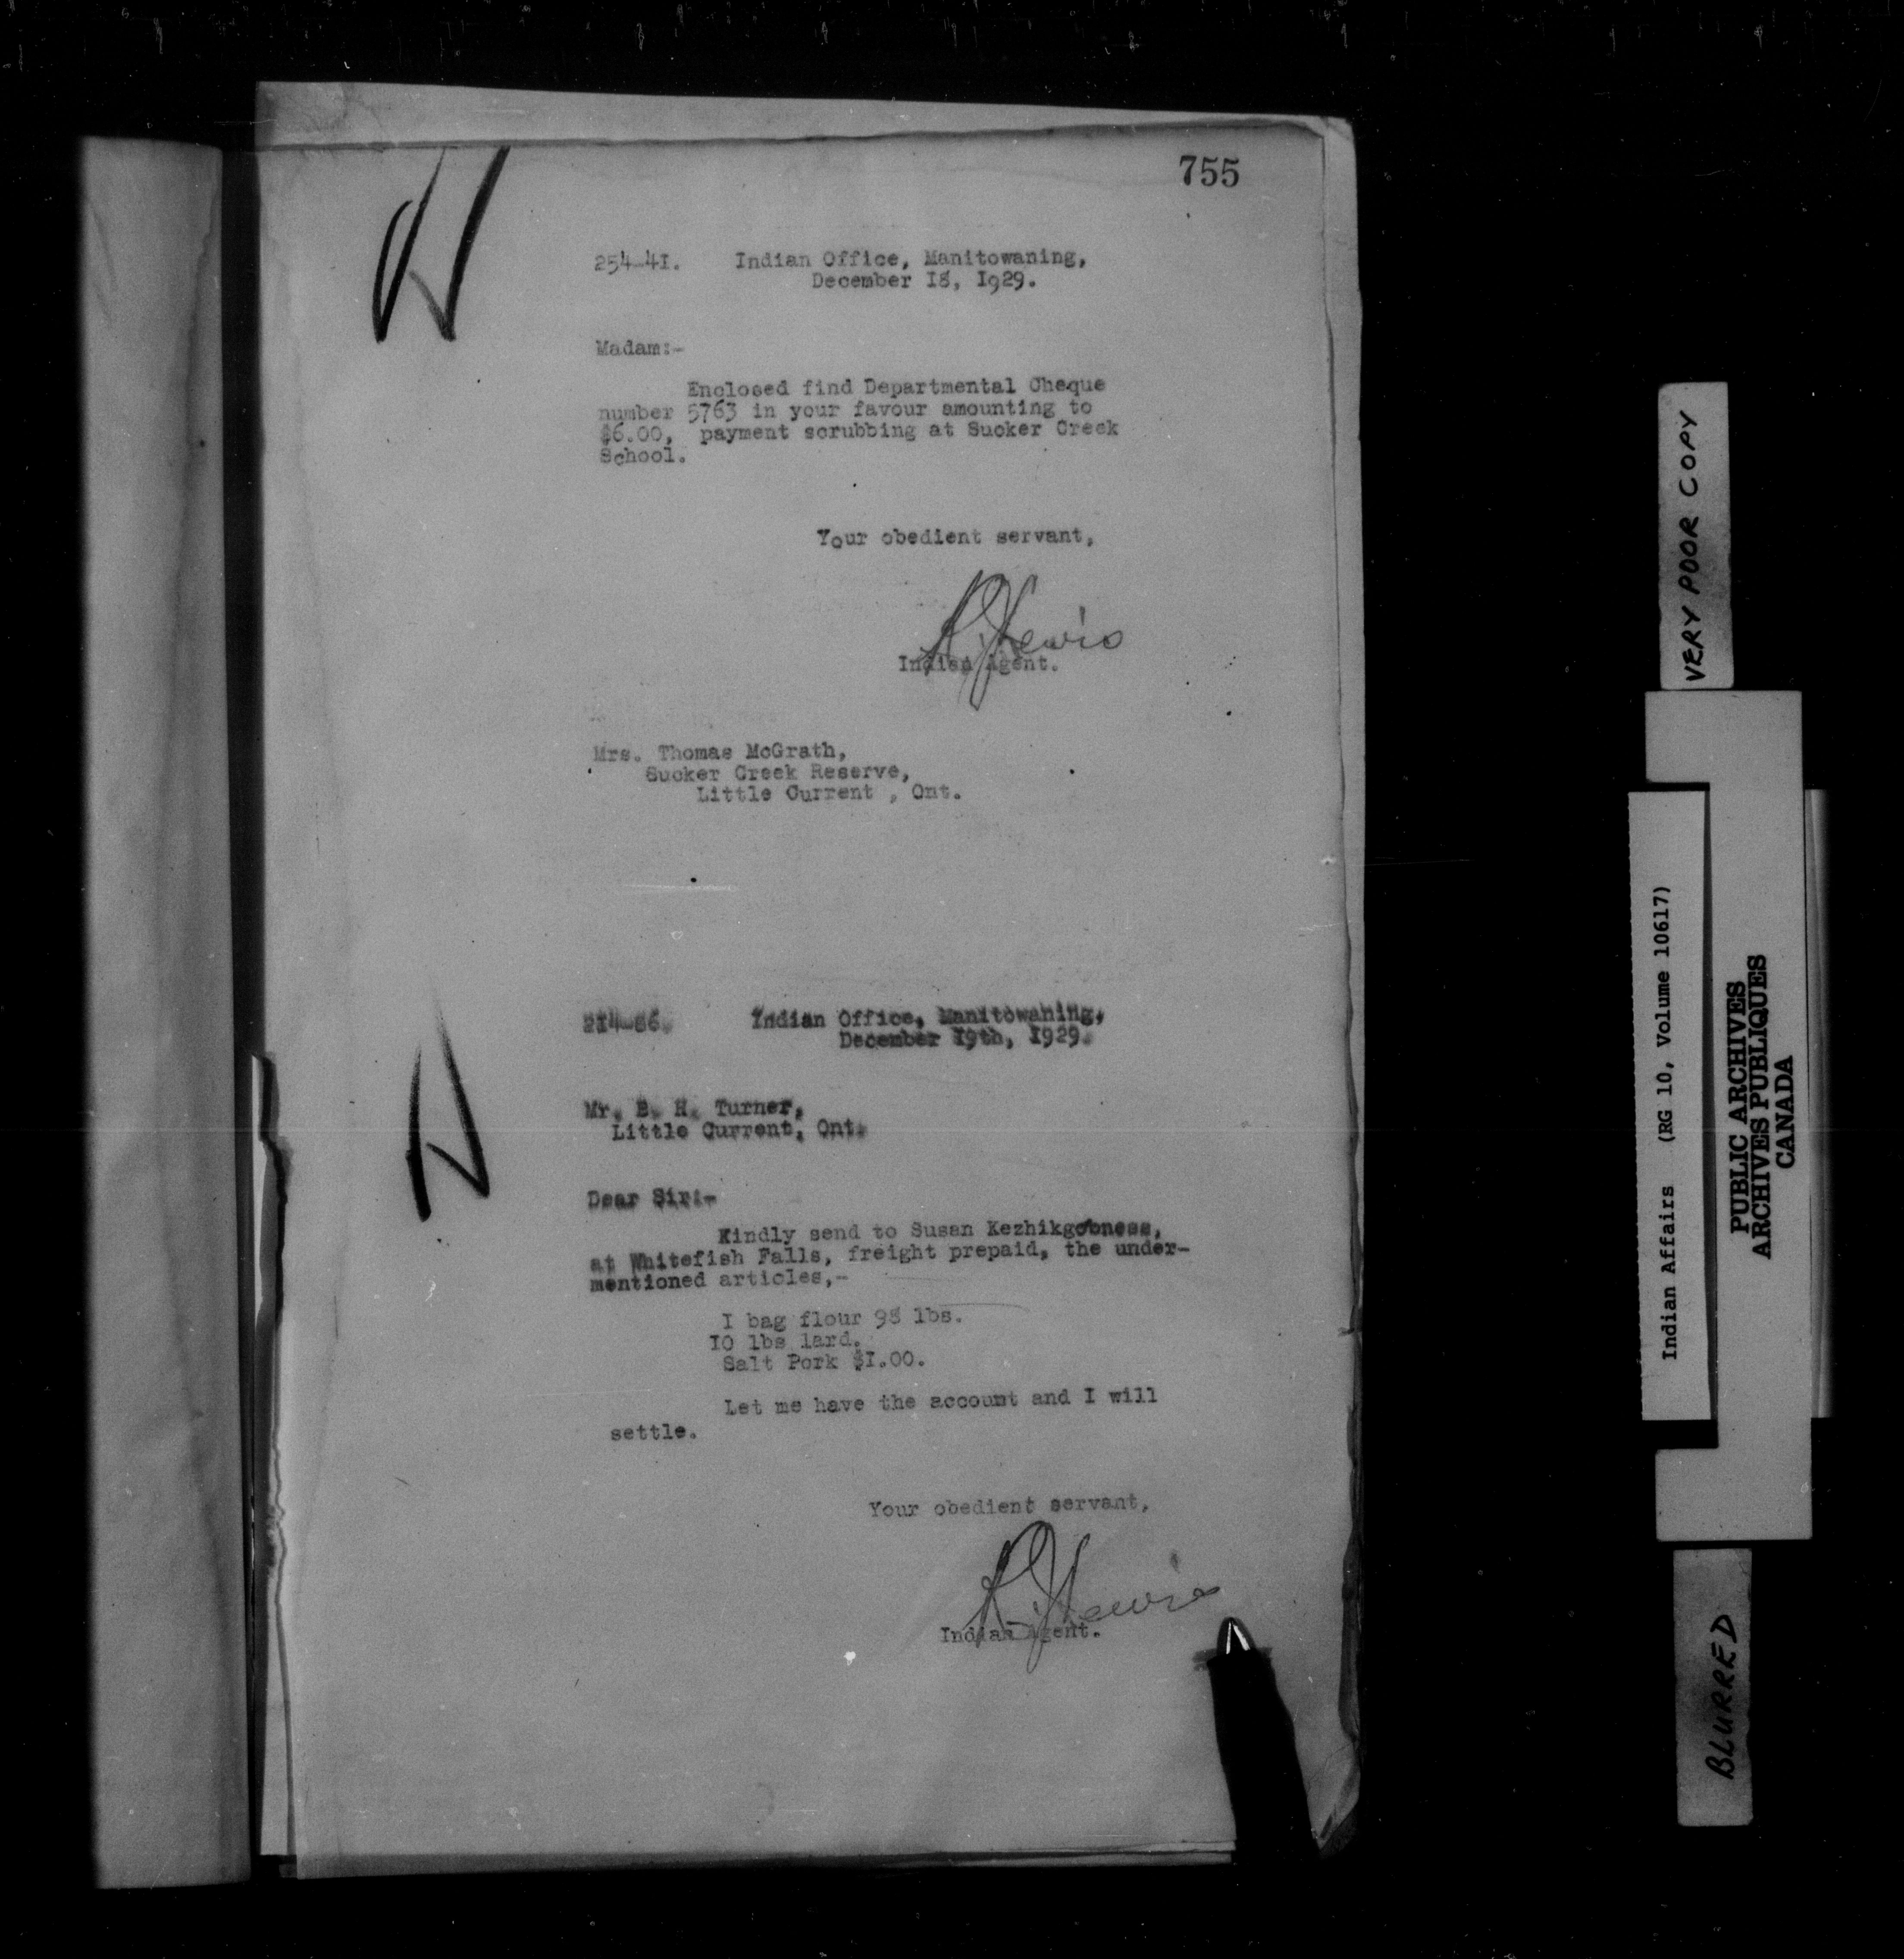 755
254-41. Indian Office, Manitowaning,
December 18, 1929.
Madam:-
Enclosed find Departmental Cheque
number 5763 in your favour amounting to
$6.00, payment scrubbing at Sucker Creek
School.
Your obedient servant,
R J Lewis
Indian Agent.
Mrs. Thomas McGrath,
Sucker Creek Reserve,
Little Current , Ont.
Indian Office, Manitowaning,
December 19th, 1929.
Mr. B. H. Turner,
Little Current, Ont.
Dear Sir:-
Kindly send to Susan Kezhikgobness,
at Whitefish Falls, freight prepaid, the under-
mentioned articles,-
I bag flour 98 lbs.
10 lbs lard.
Salt Pork $1.00.
Let me have the account and I will
settle.
Your obedient servant,
R J Lewis
Indian Agent.
VERY POOR COPY
Indian Affairs (RG 10, Volume 10617)
PUBLIC ARCHIVES
ARCHIVES PUBLIQUES
CANADA
BLURRED